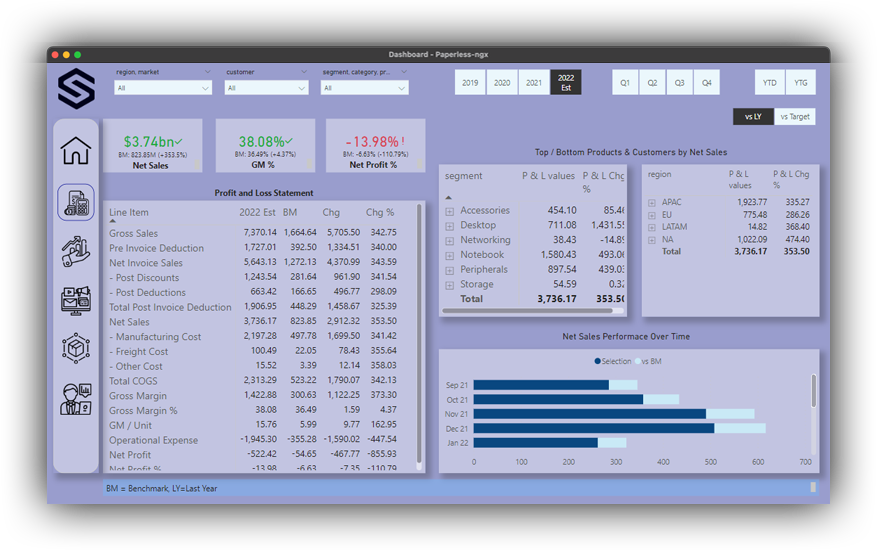 Dashboard - Paperless-ngx
region, market
customer
segment, category, pr...
All
All
All
2019 2020 2021 2022 Est
Q1 Q2 Q3 Q4
YTD YTG
vs LY vs Target
$3.74bn
BM: 823.85M (+353.5%)
Net Sales
38.08%
BM: 36.49% (+4.37%)
GM %
-13.98% !
BM: -6.63% (-110.79%)
Net Profit %
Profit and Loss Statement
Line Item 2022 Est BM Chg Chg %
Gross Sales 7,370.14 1,664.64 5,705.50 342.75
Pre Invoice Deduction 1,727.01 392.50 1,334.51 340.00
Net Invoice Sales 5,643.13 1,272.13 4,370.99 343.59
- Post Discounts 1,243.54 281.64 961.90 341.54
- Post Deductions 663.42 166.65 496.77 298.09
Total Post Invoice Deduction 1,906.95 448.29 1,458.67 325.39
Net Sales 3,736.17 823.85 2,912.32 353.50
- Manufacturing Cost 2,197.28 497.78 1,699.50 341.42
- Freight Cost 100.49 22.05 78.43 355.64
- Other Cost 15.52 3.39 12.14 358.03
Total COGS 2,313.29 523.22 1,790.07 342.13
Gross Margin 1,422.88 300.63 1,122.25 373.30
Gross Margin % 38.08 36.49 1.59 4.37
GM / Unit 15.76 5.99 9.77 162.95
Operational Expense -1,945.30 -355.28 -1,590.02 -447.54
Net Profit -522.42 -54.65 -467.77 -855.93
Net Profit % -13.98 -6.63 -7.35 -110.79
Top / Bottom Products & Customers by Net Sales
segment P & L values P & L Chg %
Accessories 454.10 85.46
Desktop 711.08 1,431.55
Networking 38.43 -14.89
Notebook 1,580.43 493.06
Peripherals 897.54 439.03
Storage 54.59 0.32
Total 3,736.17 353.50
region P & L values P & L Chg %
APAC 1,923.77 335.27
EU 775.48 286.26
LATAM 14.82 368.40
NA 1,022.09 474.40
Total 3,736.17 353.50
Net Sales Performace Over Time
Selection vs BM
Sep 21
Oct 21
Nov 21
Dec 21
Jan 22
0 100 200 300 400 500 600 700
BM = Benchmark, LY=Last Year